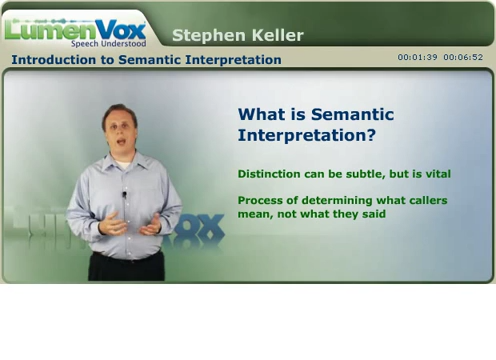 LumenVox®
Speech Understood
Stephen Keller
Introduction to Semantic Interpretation
00:01:39 00:06:52
What is Semantic
Interpretation?
Distinction can be subtle, but is vital
Process of determining what callers
mean, not what they said